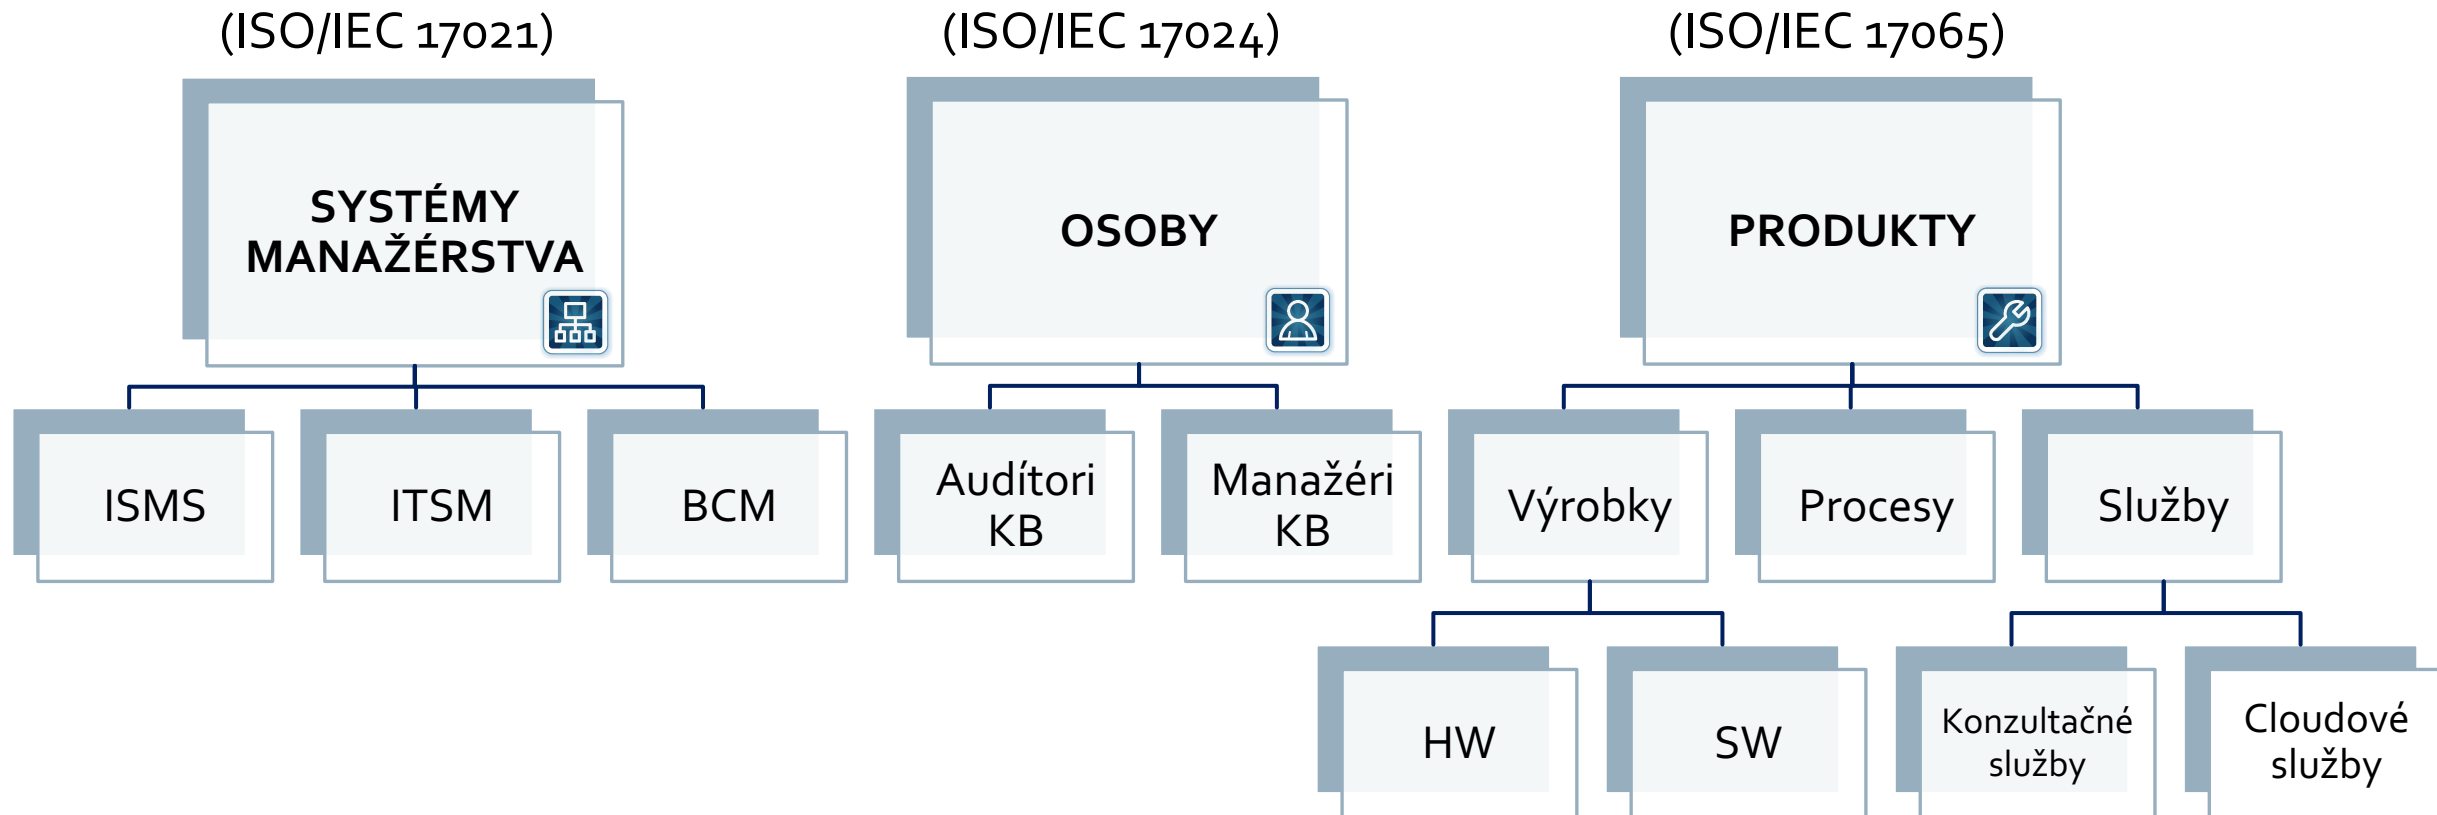 (ISO/IEC 17021)
(ISO/IEC 17024)
(ISO/IEC 17065)
SYSTÉMY
MANAŽÉRSTVA
OSOBY
PRODUKTY
ISMS
ITSM
BCM
Audítori
KB
Manažéri
KB
Výrobky
Procesy
Služby
HW
SW
Konzultačné
služby
Cloudové
služby